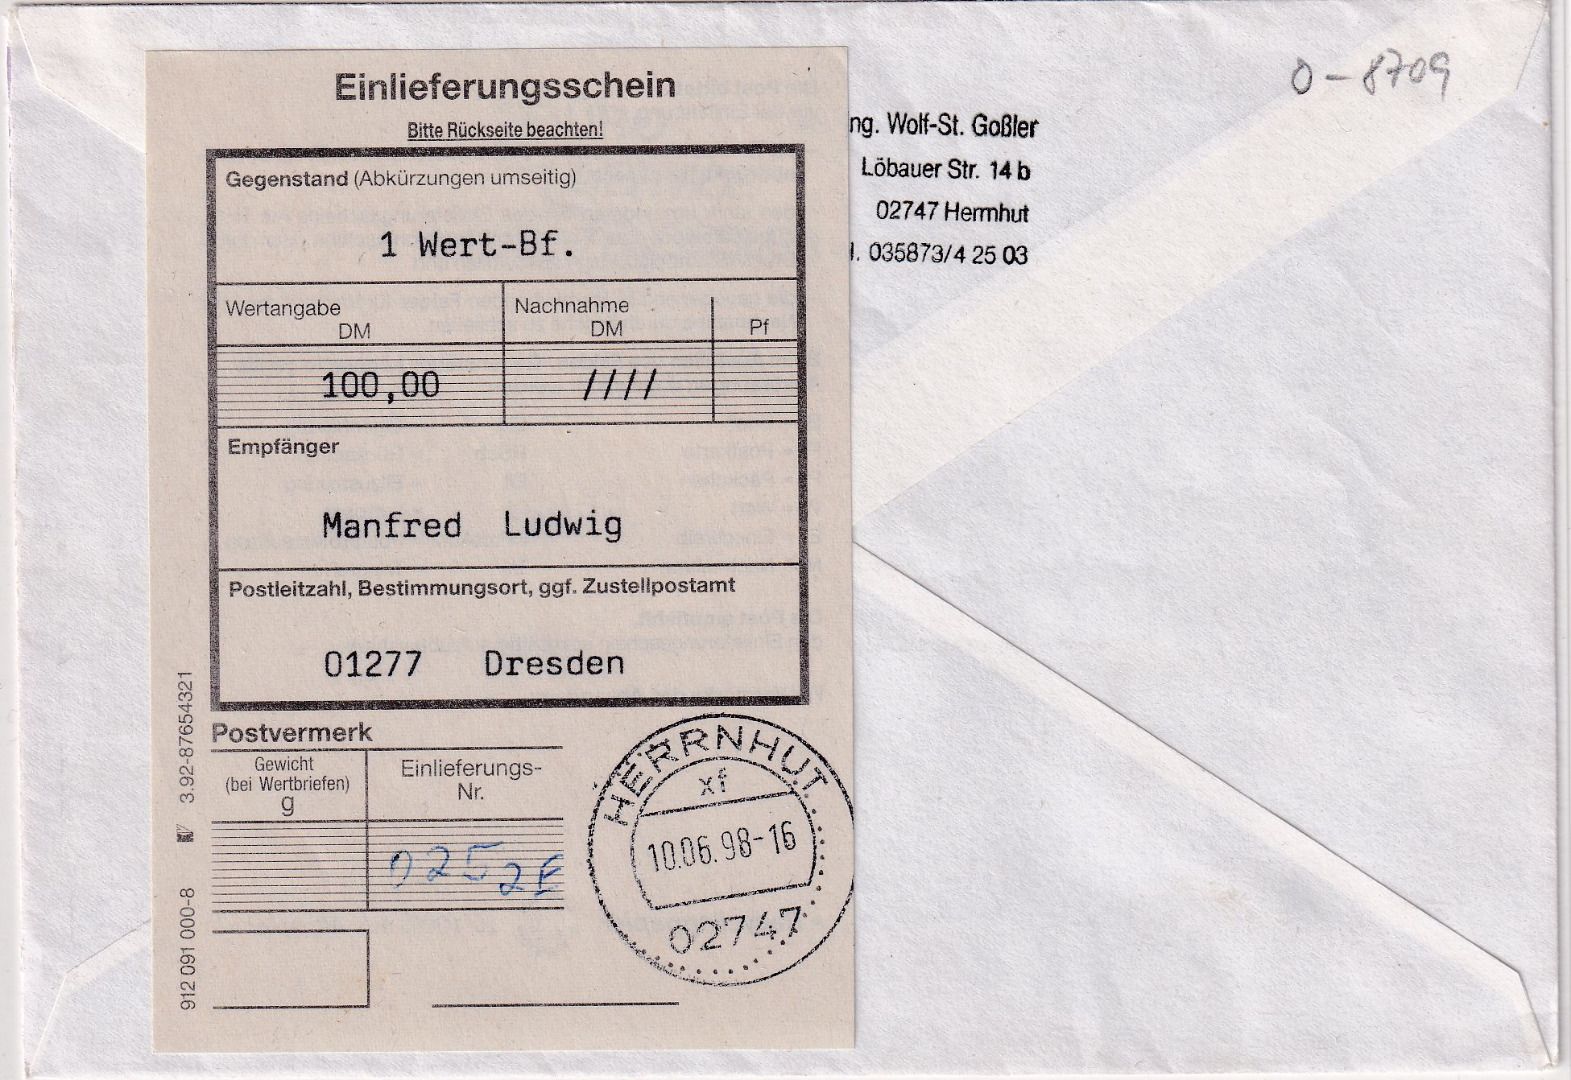 O-8709
ng. Wolf-St. Goßler
Löbauer Str. 14 b
02747 Herrnhut
l. 035873/4 25 03
Einlieferungsschein
Bitte Rückseite beachten!
Gegenstand (Abkürzungen umseitig)
1 Wert-Bf.
Wertangabe
DM
Nachnahme
DM
Pf
100,00
////
Empfänger
Manfred Ludwig
Postleitzahl, Bestimmungsort, ggf. Zustellpostamt
01277 Dresden
Postvermerk
Gewicht
(bei Wertbriefen)
g
Einlieferungs-
Nr.
025 2E
HERRNHUT
xf
10.06.98-16
02747
912 091 000-8 3.92-87654321